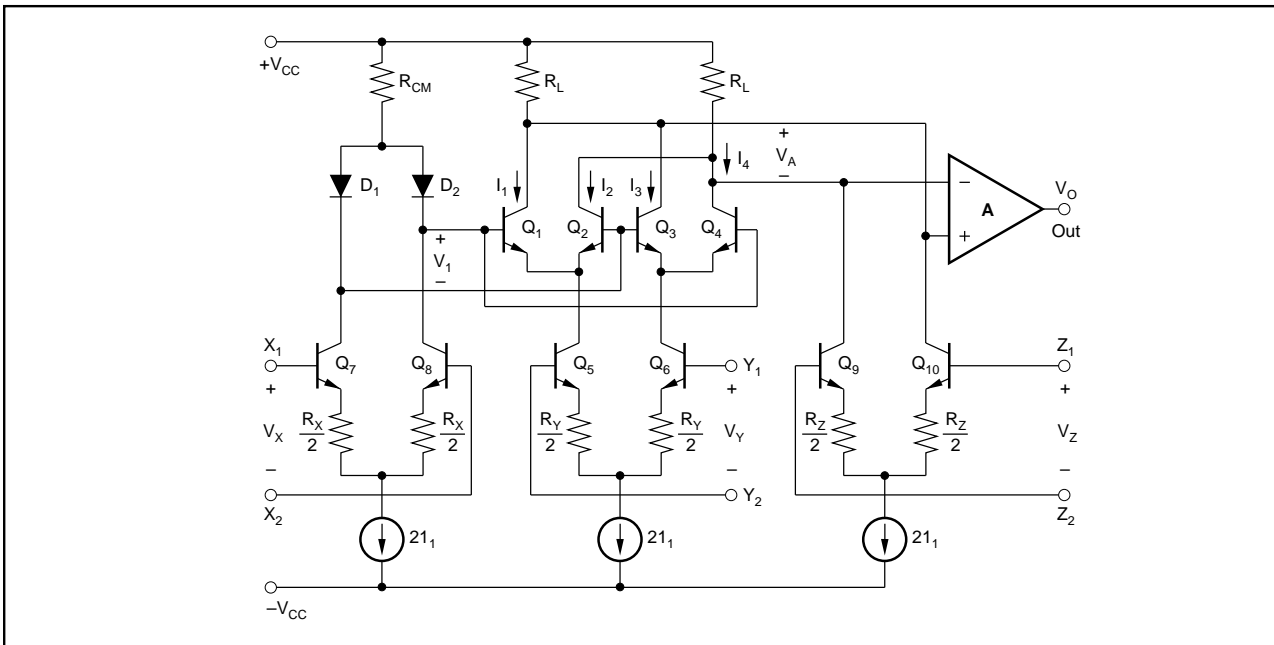 +VCC
RCM
RL
RL
D1
D2
I1
I2
I3
I4
+
VA
–
–
+
A
VO
Out
Q1
Q2
Q3
Q4
+
V1
–
X1
Q7
Q8
Q5
Q6
Y1
Q9
Q10
Z1
+
VX
–
RX
2
RX
2
RY
2
RY
2
+
VY
–
RZ
2
RZ
2
+
VZ
–
X2
Y2
Z2
211
211
211
–VCC